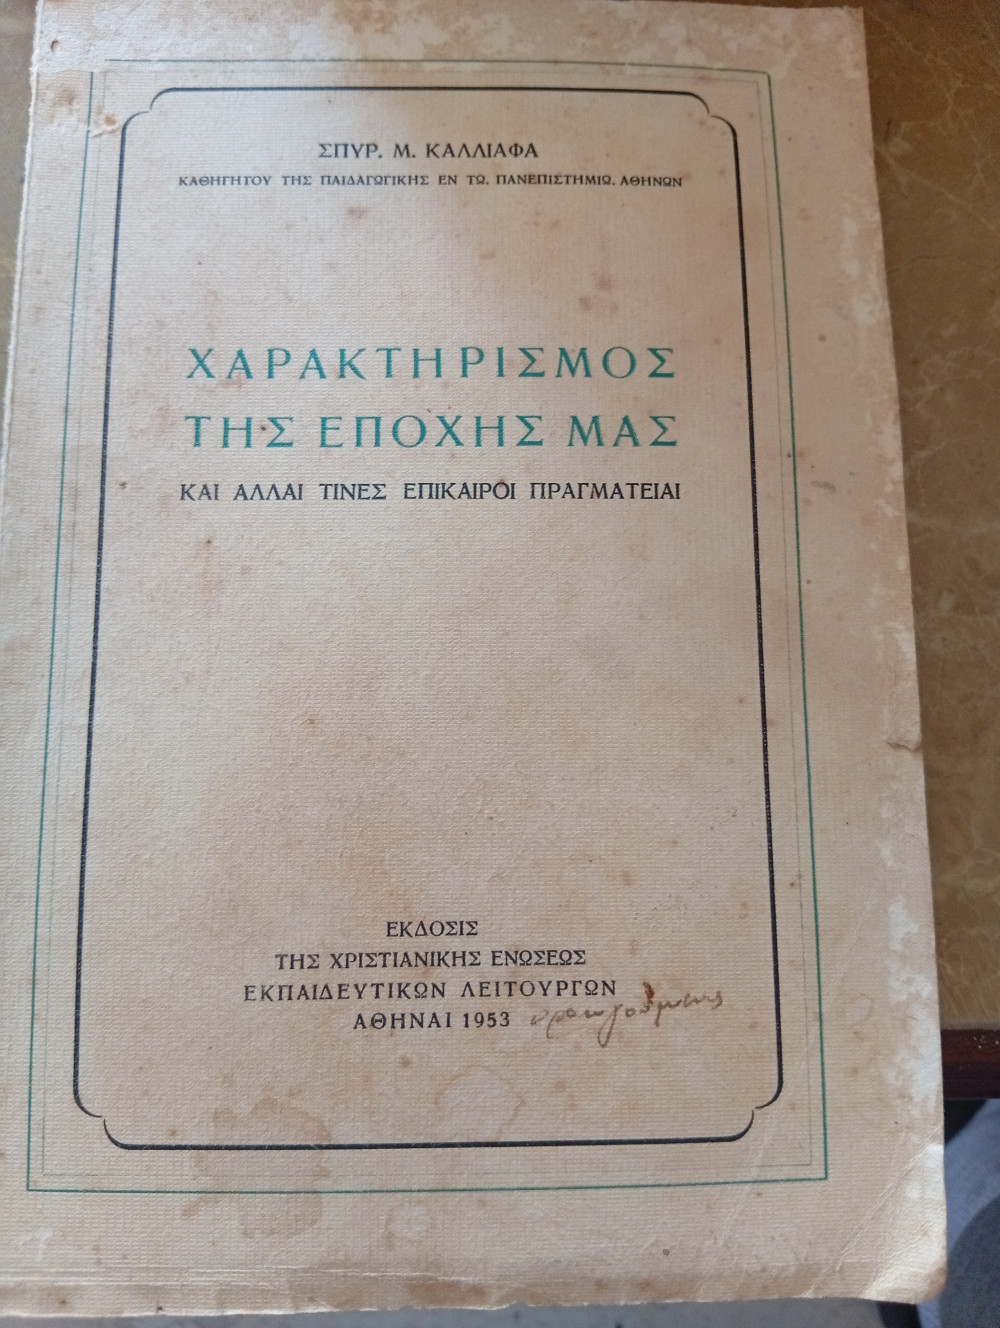 ΣΠΥΡ. Μ. ΚΑΛΛΙΑΦΑ
ΚΑΘΗΓΗΤΟΥ ΤΗΣ ΠΑΙΔΑΓΩΓΙΚΗΣ ΕΝ ΤΩ. ΠΑΝΕΠΙΣΤΗΜΙΩ. ΑΘΗΝΩΝ
ΧΑΡΑΚΤΗΡΙΣΜΟΣ
ΤΗΣ ΕΠΟΧΗΣ ΜΑΣ
ΚΑΙ ΑΛΛΑΙ ΤΙΝΕΣ ΕΠΙΚΑΙΡΟΙ ΠΡΑΓΜΑΤΕΙΑΙ
ΕΚΔΟΣΙΣ
ΤΗΣ ΧΡΙΣΤΙΑΝΙΚΗΣ ΕΝΩΣΕΩΣ
ΕΚΠΑΙΔΕΥΤΙΚΩΝ ΛΕΙΤΟΥΡΓΩΝ
ΑΘΗΝΑΙ 1953